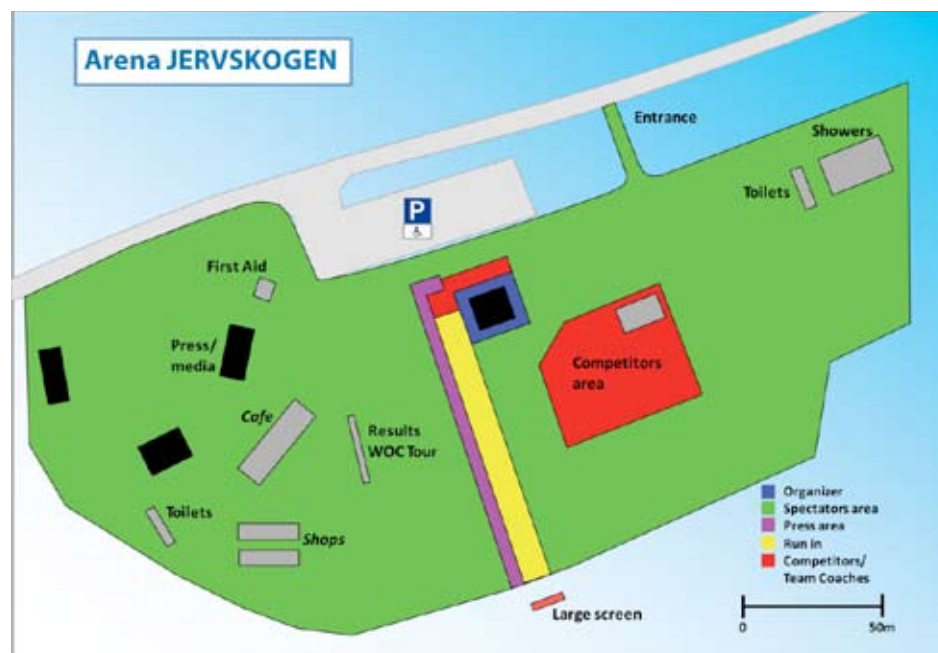 Arena JERVSKOGEN
Entrance
Showers
Toilets
P
First Aid
Press/
media
Competitors
area
Cafe
Results
WOC Tour
Toilets
Shops
Large screen
Organizer
Spectators area
Press area
Run in
Competitors/
Team Coaches
0
50m